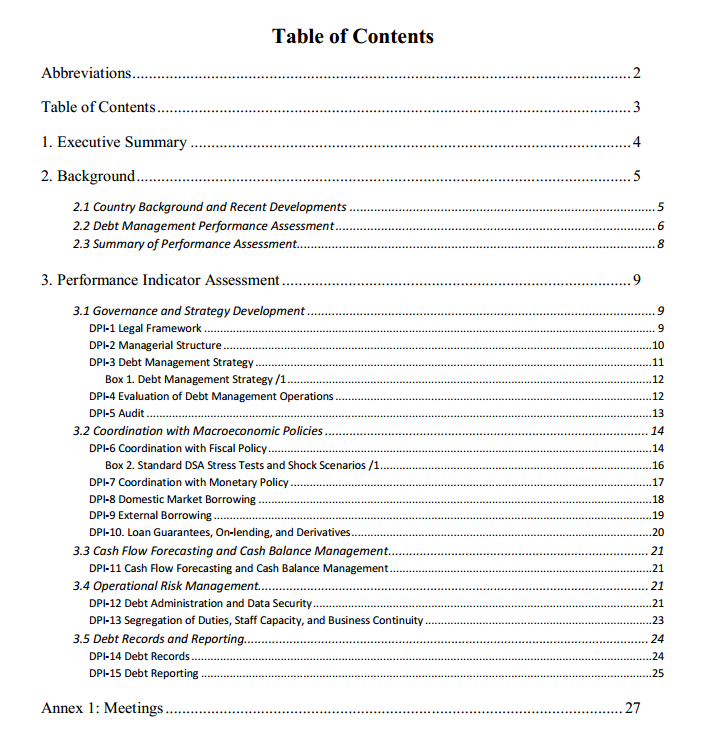 Table of Contents
Abbreviations 2
Table of Contents 3
1. Executive Summary 4
2. Background 5
2.1 Country Background and Recent Developments 5
2.2 Debt Management Performance Assessment 6
2.3 Summary of Performance Assessment 8
3. Performance Indicator Assessment 9
3.1 Governance and Strategy Development 9
DPI-1 Legal Framework 9
DPI-2 Managerial Structure 10
DPI-3 Debt Management Strategy 11
Box 1. Debt Management Strategy /1 12
DPI-4 Evaluation of Debt Management Operations 12
DPI-5 Audit 13
3.2 Coordination with Macroeconomic Policies 14
DPI-6 Coordination with Fiscal Policy 14
Box 2. Standard DSA Stress Tests and Shock Scenarios /1 16
DPI-7 Coordination with Monetary Policy 17
DPI-8 Domestic Market Borrowing 18
DPI-9 External Borrowing 19
DPI-10. Loan Guarantees, On-lending, and Derivatives 20
3.3 Cash Flow Forecasting and Cash Balance Management 21
DPI-11 Cash Flow Forecasting and Cash Balance Management 21
3.4 Operational Risk Management 21
DPI-12 Debt Administration and Data Security 21
DPI-13 Segregation of Duties, Staff Capacity, and Business Continuity 23
3.5 Debt Records and Reporting 24
DPI-14 Debt Records 24
DPI-15 Debt Reporting 25
Annex 1: Meetings 27